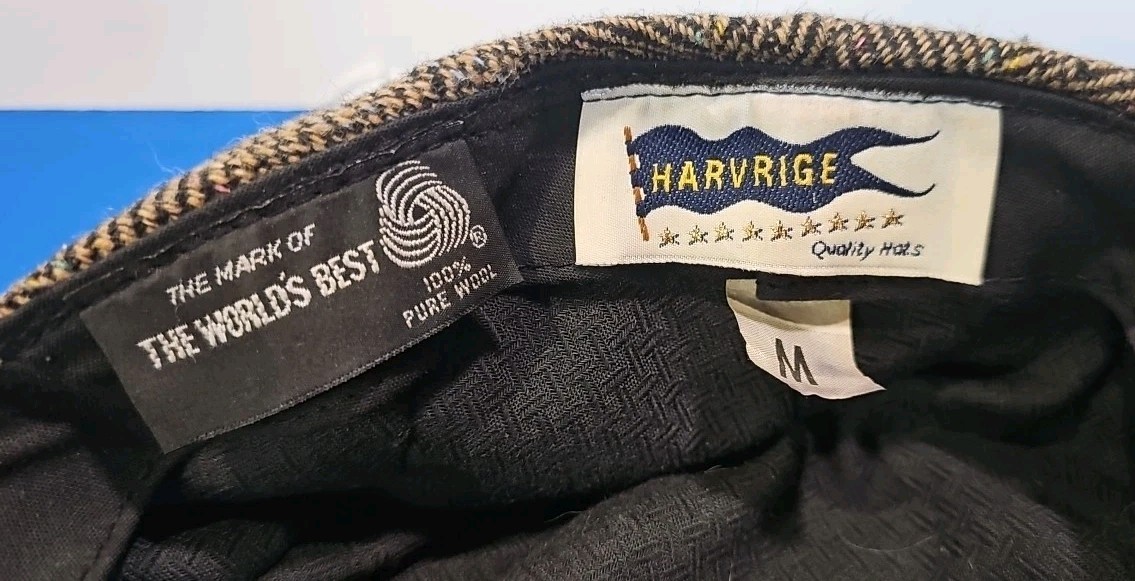 THE MARK OF
THE WORLD'S BEST
®
100%
PURE WOOL
HARVRIGE
Quality Hats
M